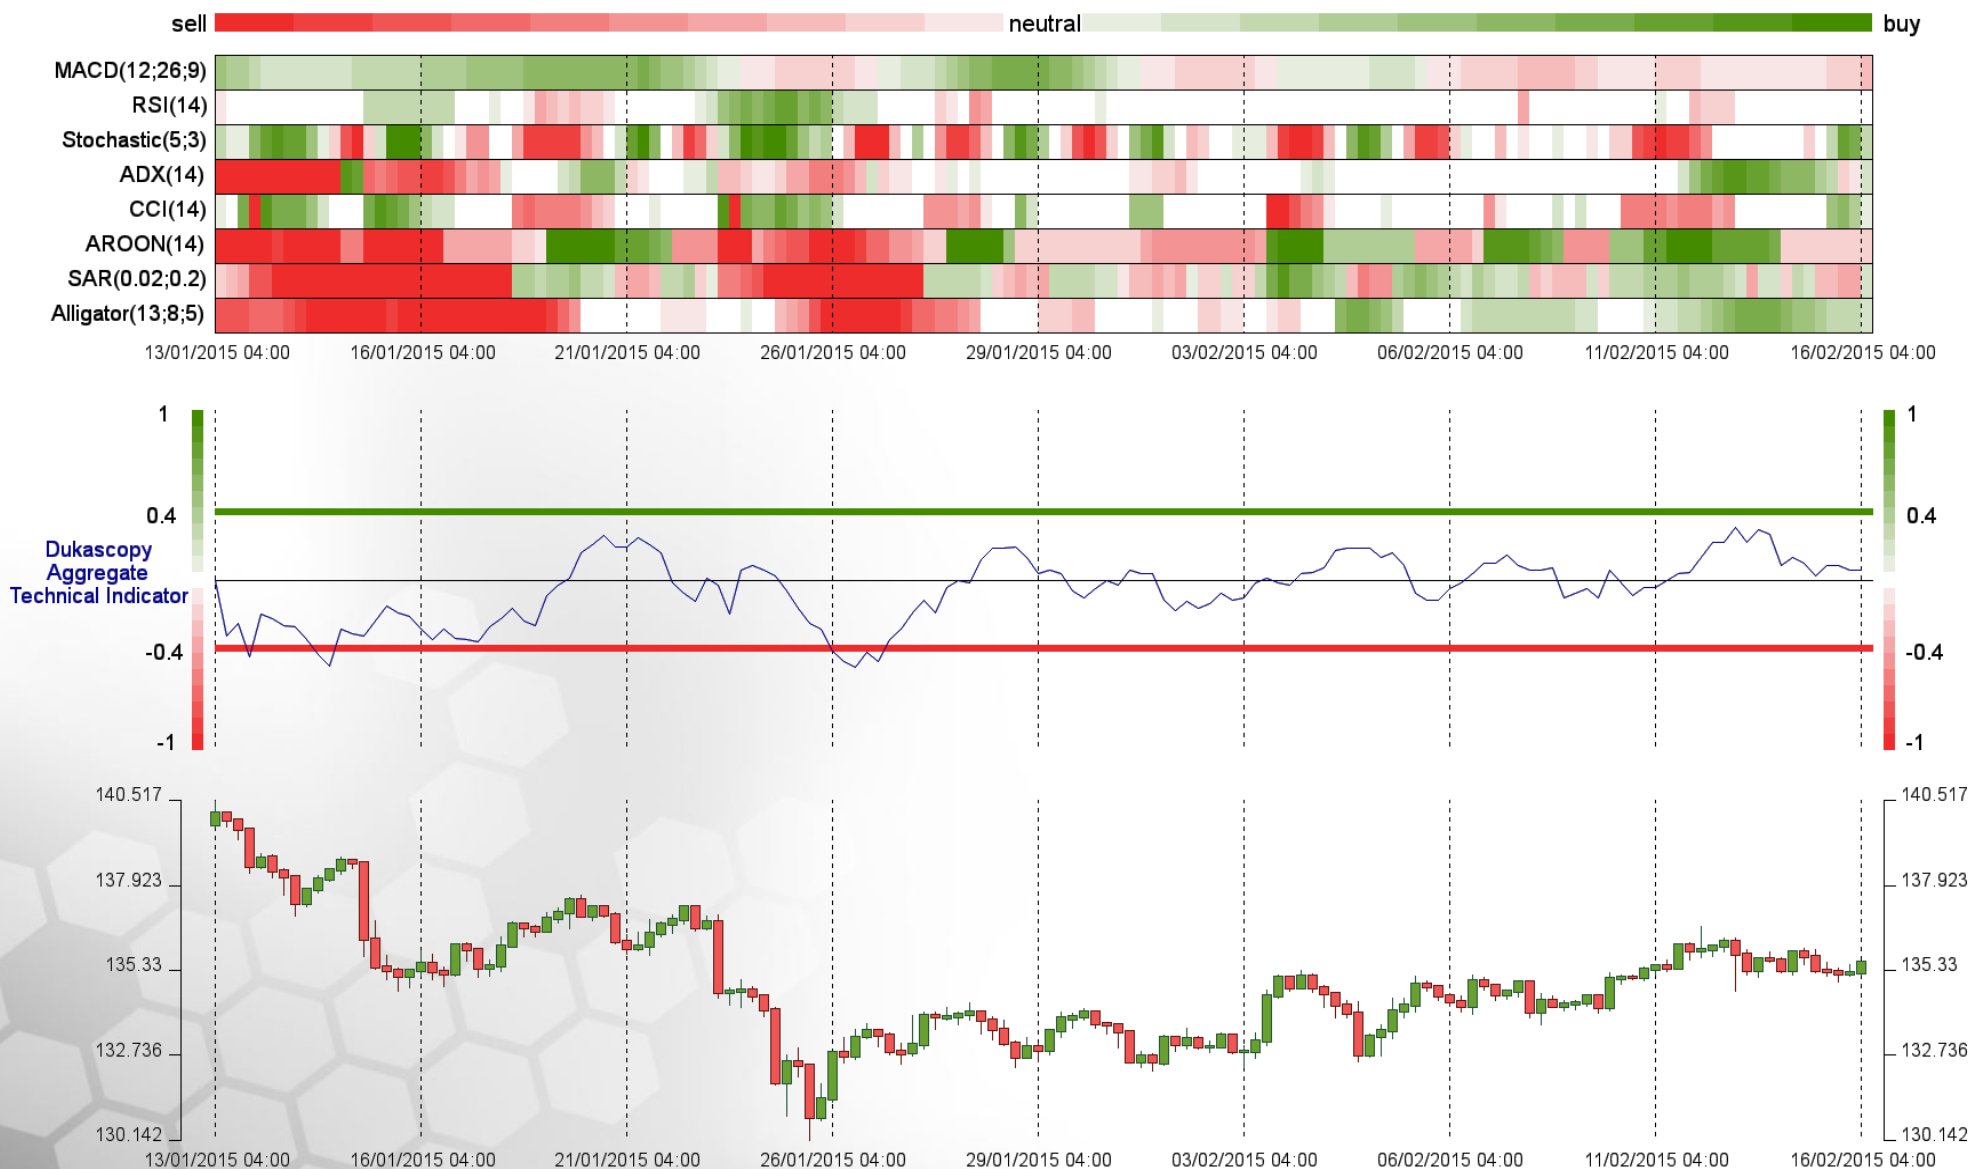 sell neutral buy
MACD(12;26;9)
RSI(14)
Stochastic(5;3)
ADX(14)
CCI(14)
AROON(14)
SAR(0.02;0.2)
Alligator(13;8;5)
13/01/2015 04:00 16/01/2015 04:00 21/01/2015 04:00 26/01/2015 04:00 29/01/2015 04:00 03/02/2015 04:00 06/02/2015 04:00 11/02/2015 04:00 16/02/2015 04:00
1 1
0.4 0.4
Dukascopy
Aggregate
Technical Indicator
-0.4 -0.4
-1 -1
140.517 140.517
137.923 137.923
135.33 135.33
132.736 132.736
130.142 130.142
13/01/2015 04:00 16/01/2015 04:00 21/01/2015 04:00 26/01/2015 04:00 29/01/2015 04:00 03/02/2015 04:00 06/02/2015 04:00 11/02/2015 04:00 16/02/2015 04:00